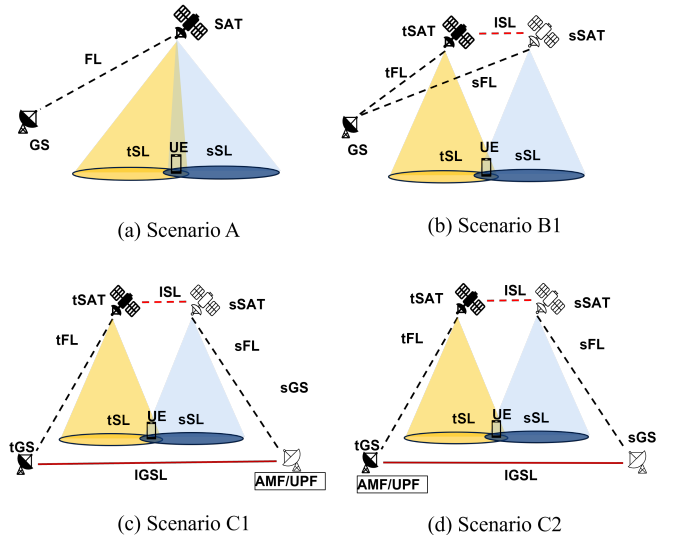 SAT
FL
GS
UE
tSL
sSL
(a) Scenario A
ISL
tSAT
sSAT
tFL
sFL
GS
UE
tSL
sSL
(b) Scenario B1
ISL
tSAT
sSAT
tFL
sFL
sGS
UE
tSL
sSL
tGS
IGSL
AMF/UPF
(c) Scenario C1
ISL
tSAT
sSAT
tFL
sFL
UE
tSL
sSL
tGS
sGS
IGSL
AMF/UPF
(d) Scenario C2